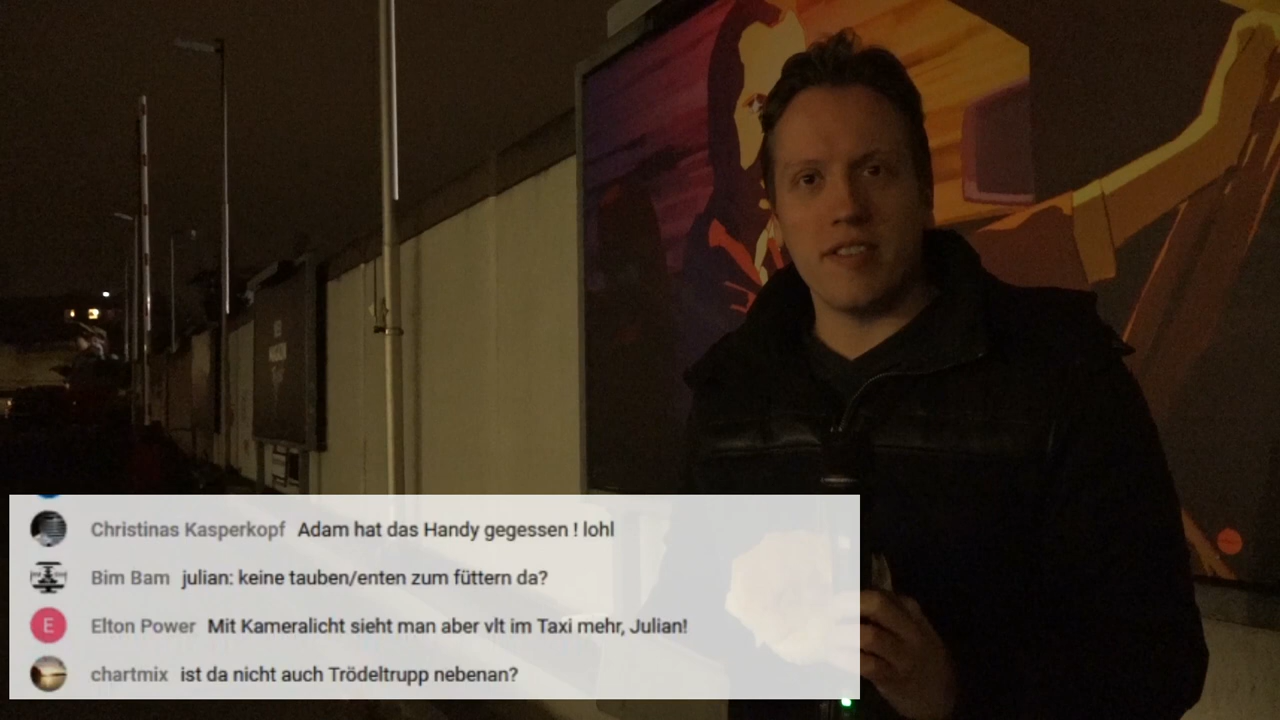 Christinas Kasperkopf Adam hat das Handy gegessen ! lohl
Bim Bam julian: keine tauben/enten zum füttern da?
E Elton Power Mit Kameralicht sieht man aber vlt im Taxi mehr, Julian!
chartmix ist da nicht auch Trödeltrupp nebenan?